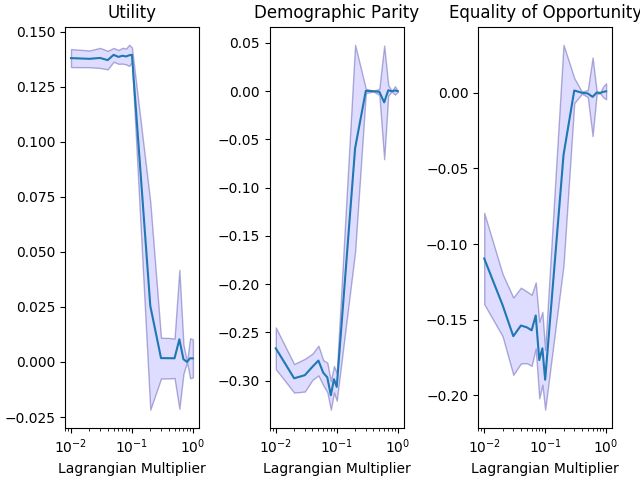 Utility
0.150
0.125
0.100
0.075
0.050
0.025
0.000
−0.025
10⁻² 10⁻¹ 10⁰
Lagrangian Multiplier
Demographic Parity
0.05
0.00
−0.05
−0.10
−0.15
−0.20
−0.25
−0.30
10⁻² 10⁻¹ 10⁰
Lagrangian Multiplier
Equality of Opportunity
0.00
−0.05
−0.10
−0.15
−0.20
10⁻² 10⁻¹ 10⁰
Lagrangian Multiplier